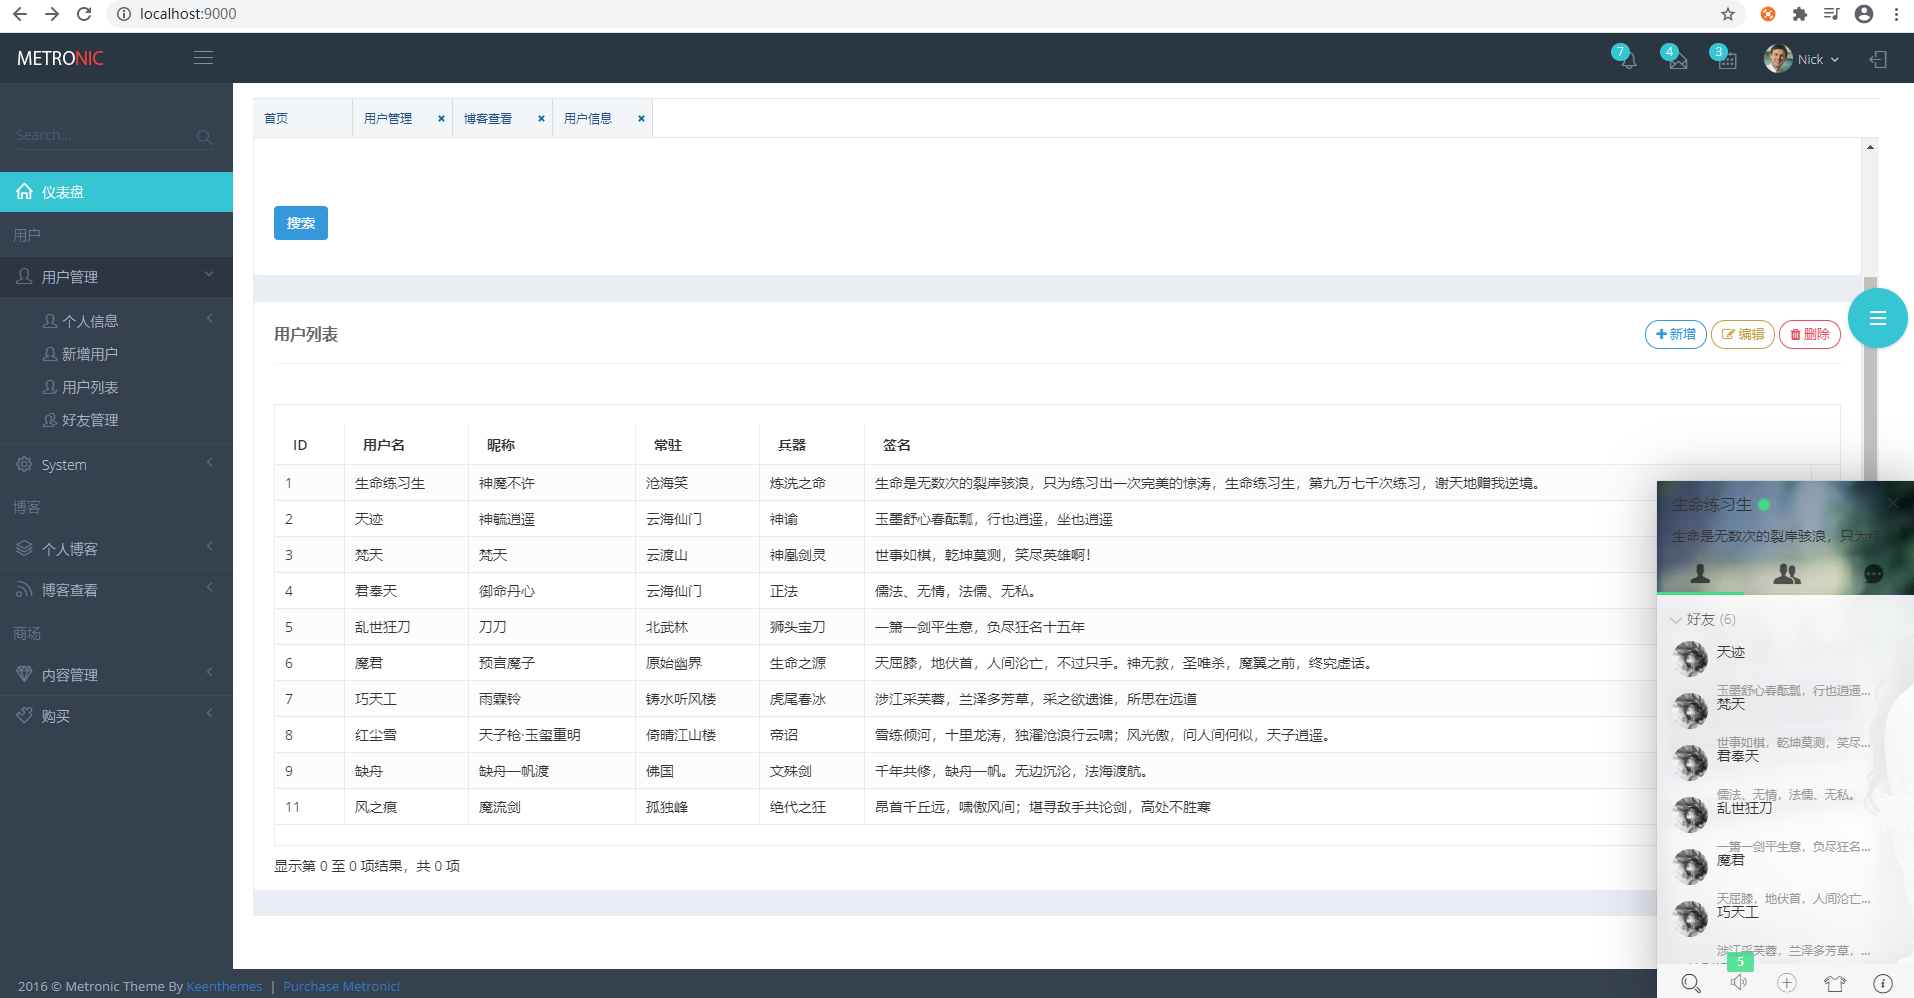 localhost:9000
METRONIC
7
4
3
Nick
Search...
仪表盘
用户
用户管理
个人信息
新增用户
用户列表
好友管理
System
博客
个人博客
博客查看
商场
内容管理
购买
首页
用户管理 ×
博客查看 ×
用户信息 ×
搜索
用户列表
新增
编辑
删除
ID 用户名 昵称 常驻 兵器 签名
1 生命练习生 神魔不许 沧海笑 炼洗之命 生命是无数次的裂岸骇浪，只为练习出一次完美的惊涛，生命练习生，第九万七千次练习，谢天地赠我逆境。
2 天迹 神毓逍遥 云海仙门 神谕 玉墨舒心春酝瓢，行也逍遥，坐也逍遥
3 梵天 梵天 云渡山 神凰剑灵 世事如棋，乾坤莫测，笑尽英雄啊！
4 君奉天 御命丹心 云海仙门 正法 儒法、无情，法儒、无私。
5 乱世狂刀 刀刀 北武林 狮头宝刀 一箫一剑平生意，负尽狂名十五年
6 魔君 预言魔子 原始幽界 生命之源 天屈膝，地伏首，人间沦亡，不过只手。神无救，圣唯杀，魔翼之前，终究虚话。
7 巧天工 雨霖铃 铸水听风楼 虎尾春冰 涉江采芙蓉，兰泽多芳草，采之欲遗谁，所思在远道
8 红尘雪 天子枪·玉玺重明 倚晴江山楼 帝诏 雪练倾河，十里龙涛，独濯沧浪行云啸；风光傲，问人间何似，天子逍遥。
9 缺舟 缺舟一帆渡 佛国 文殊剑 千年共修，缺舟一帆。无边沉沦，法海渡航。
11 风之痕 魔流剑 孤独峰 绝代之狂 昂首千丘远，啸傲风间；堪寻敌手共论剑，高处不胜寒
显示第 0 至 0 项结果，共 0 项
生命练习生
生命是无数次的裂岸骇浪，只为
好友 (6)
天迹
玉墨舒心春酝瓢，行也逍遥...
梵天
世事如棋，乾坤莫测，笑尽...
君奉天
儒法、无情，法儒、无私。
乱世狂刀
一箫一剑平生意，负尽狂名...
魔君
天屈膝，地伏首，人间沦亡...
巧天工
涉江采芙蓉，兰泽多芳草，...
5
2016 © Metronic Theme By Keenthemes | Purchase Metronic!